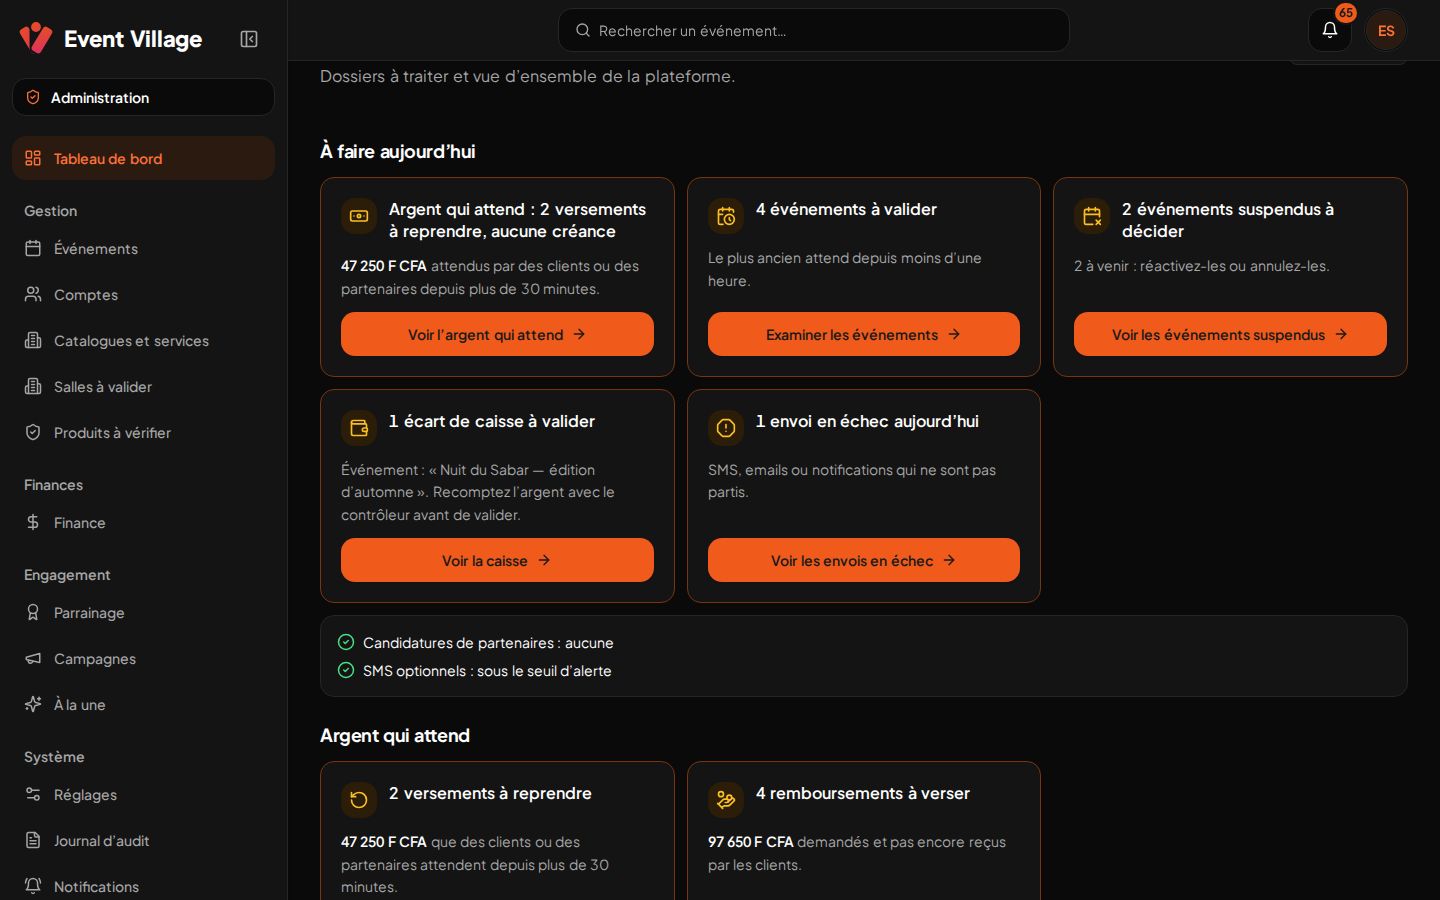 Event Village
Administration
Tableau de bord
Gestion
Événements
Comptes
Catalogues et services
Salles à valider
Produits à vérifier
Finances
Finance
Engagement
Parrainage
Campagnes
À la une
Système
Réglages
Journal d’audit
Notifications
Rechercher un événement…
65
ES
Dossiers à traiter et vue d’ensemble de la plateforme.
À faire aujourd’hui
Argent qui attend : 2 versements
à reprendre, aucune créance
47 250 F CFA attendus par des clients ou des
partenaires depuis plus de 30 minutes.
Voir l’argent qui attend
4 événements à valider
Le plus ancien attend depuis moins d’une
heure.
Examiner les événements
2 événements suspendus à
décider
2 à venir : réactivez-les ou annulez-les.
Voir les événements suspendus
1 écart de caisse à valider
Événement : « Nuit du Sabar — édition
d’automne ». Recomptez l’argent avec le
contrôleur avant de valider.
Voir la caisse
1 envoi en échec aujourd’hui
SMS, emails ou notifications qui ne sont pas
partis.
Voir les envois en échec
Candidatures de partenaires : aucune
SMS optionnels : sous le seuil d’alerte
Argent qui attend
2 versements à reprendre
47 250 F CFA que des clients ou des
partenaires attendent depuis plus de 30
minutes.
4 remboursements à verser
97 650 F CFA demandés et pas encore reçus
par les clients.